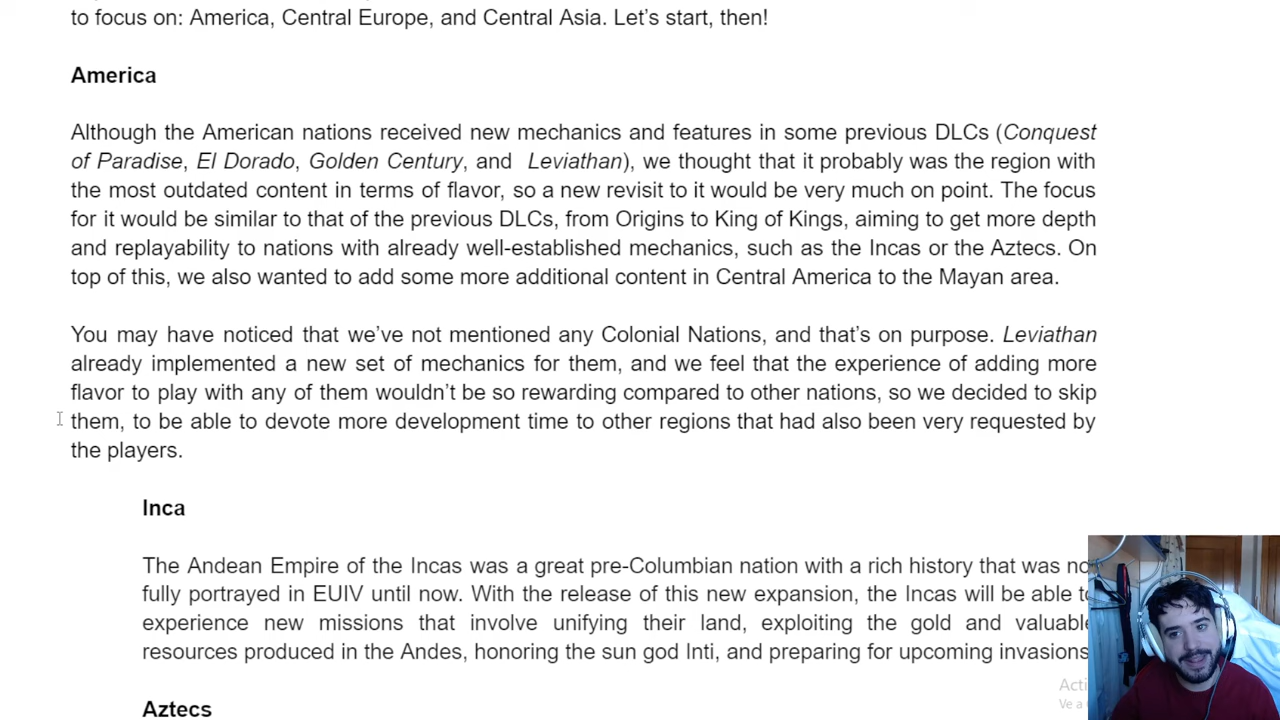 to focus on: America, Central Europe, and Central Asia. Let's start, then!
America
Although the American nations received new mechanics and features in some previous DLCs (Conquest
of Paradise, El Dorado, Golden Century, and Leviathan), we thought that it probably was the region with
the most outdated content in terms of flavor, so a new revisit to it would be very much on point. The focus
for it would be similar to that of the previous DLCs, from Origins to King of Kings, aiming to get more depth
and replayability to nations with already well-established mechanics, such as the Incas or the Aztecs. On
top of this, we also wanted to add some more additional content in Central America to the Mayan area.
You may have noticed that we've not mentioned any Colonial Nations, and that's on purpose. Leviathan
already implemented a new set of mechanics for them, and we feel that the experience of adding more
flavor to play with any of them wouldn't be so rewarding compared to other nations, so we decided to skip
them, to be able to devote more development time to other regions that had also been very requested by
the players.
Inca
The Andean Empire of the Incas was a great pre-Columbian nation with a rich history that was no
fully portrayed in EUIV until now. With the release of this new expansion, the Incas will be able t
experience new missions that involve unifying their land, exploiting the gold and valuable
resources produced in the Andes, honoring the sun god Inti, and preparing for upcoming invasions
Acti
Ve a
Aztecs